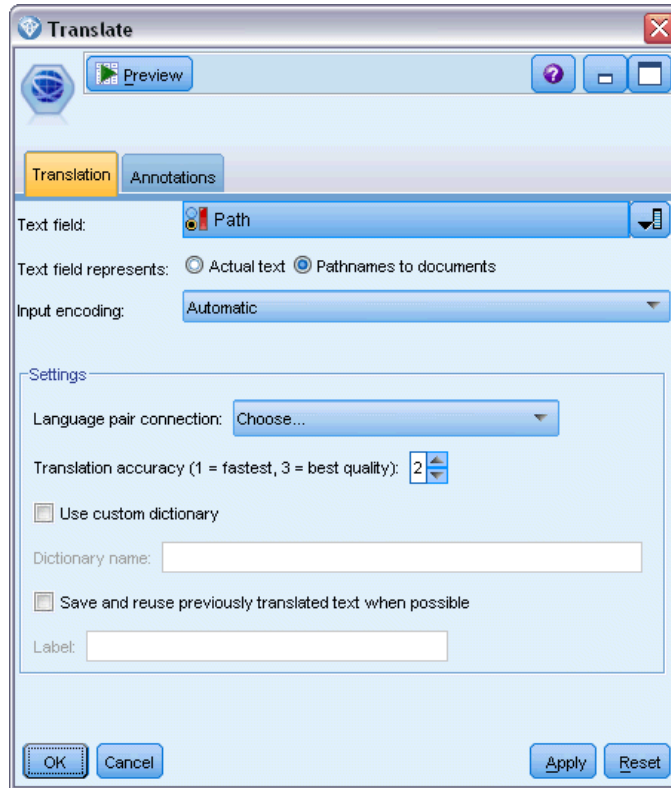 Translate
Preview
Translation Annotations
Text field: Path
Text field represents: Actual text Pathnames to documents
Input encoding: Automatic
Settings
Language pair connection: Choose...
Translation accuracy (1 = fastest, 3 = best quality): 2
Use custom dictionary
Dictionary name:
Save and reuse previously translated text when possible
Label:
OK Cancel Apply Reset